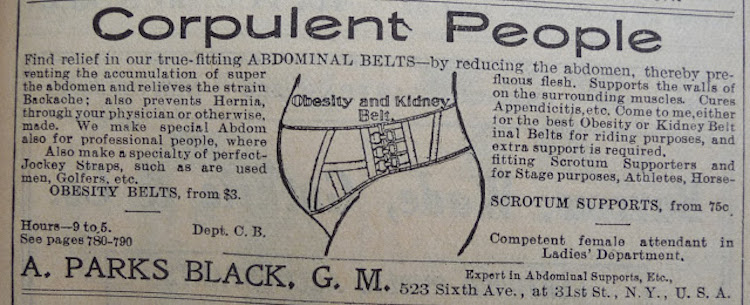 Corpulent People
Find relief in our true-fitting ABDOMINAL BELTS—by reducing the abdomen, thereby pre-
venting the accumulation of super fluous flesh. Supports the walls of
the abdomen and relieves the strain on the surrounding muscles. Cures
Backache; also prevents Hernia, Appendicitis, etc. Come to me, either
through your physician or otherwise, for the best Obesity or Kidney Belt
made. We make special Abdom inal Belts for riding purposes, and
also for professional people, where extra support is required.
Also make a specialty of perfect- fitting Scrotum Supporters and
Jockey Straps, such as are used for Stage purposes, Athletes, Horse-
men, Golfers, etc.
Obesity and Kidney
Belt.
OBESITY BELTS, from $3. SCROTUM SUPPORTS, from 75c.
Hours—9 to 5. Dept. C. B.
See pages 780-790
Competent female attendant in
Ladies' Department.
A. PARKS BLACK, G. M. Expert in Abdominal Supports, Etc.,
523 Sixth Ave., at 31st St., N. Y., U. S. A.